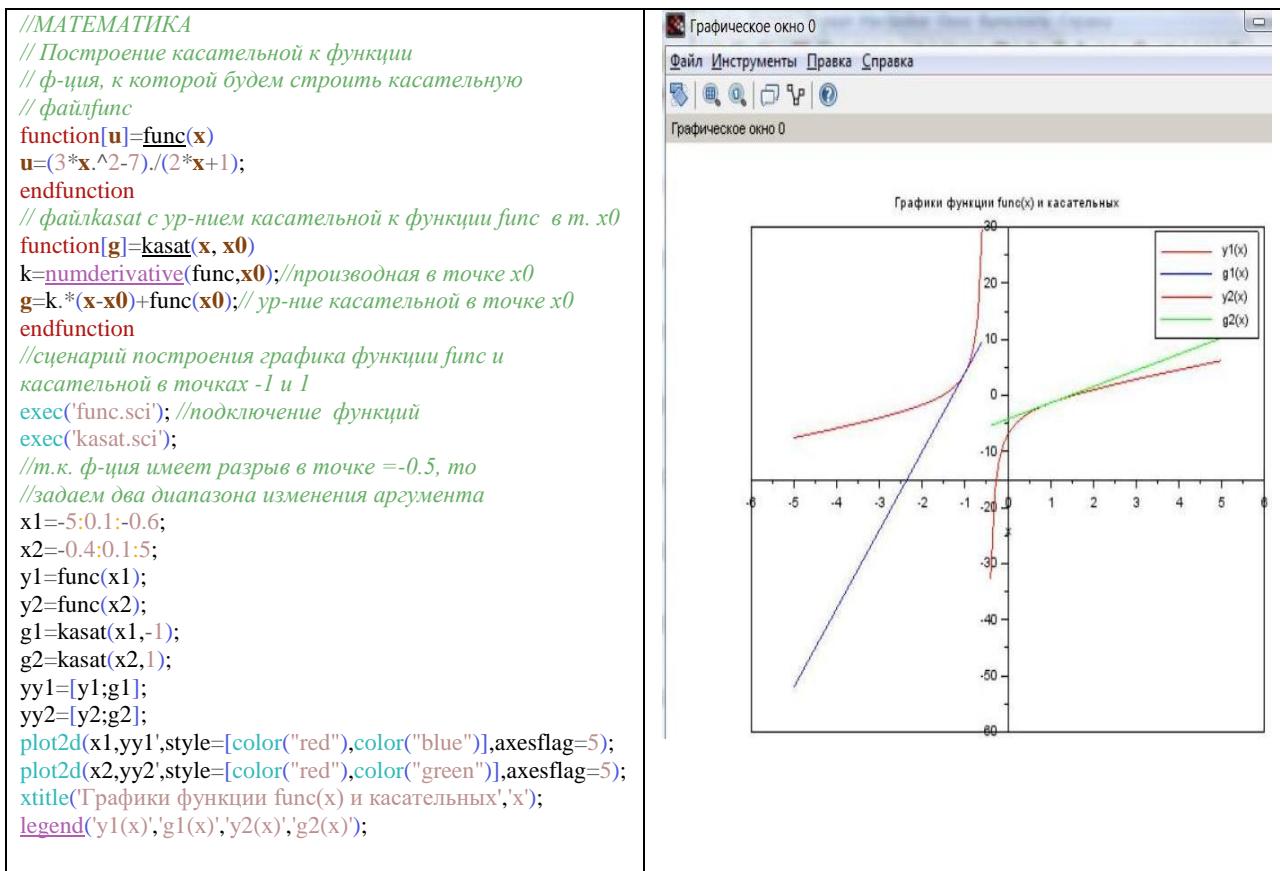 //МАТЕМАТИКА
// Построение касательной к функции
// ф-ция, к которой будем строить касательную
// файлfunc
function[u]=func(x)
u=(3*x.^2-7)./(2*x+1);
endfunction
// файлkasat с ур-нием касательной к функции func в т. x0
function[g]=kasat(x, x0)
k=numderivative(func,x0);//производная в точке x0
g=k.*(x-x0)+func(x0);// ур-ние касательной в точке x0
endfunction
//сценарий построения графика функции func и
касательной в точках -1 и 1
exec('func.sci'); //подключение функций
exec('kasat.sci');
//т.к. ф-ция имеет разрыв в точке =-0.5, то
//задаем два диапазона изменения аргумента
x1=-5:0.1:-0.6;
x2=-0.4:0.1:5;
y1=func(x1);
y2=func(x2);
g1=kasat(x1,-1);
g2=kasat(x2,1);
yy1=[y1;g1];
yy2=[y2;g2];
plot2d(x1,yy1',style=[color("red"),color("blue")],axesflag=5);
plot2d(x2,yy2',style=[color("red"),color("green")],axesflag=5);
xtitle('Графики функции func(x) и касательных','x');
legend('y1(x)','g1(x)','y2(x)','g2(x)');
Графическое окно 0
Файл Инструменты Правка Справка
Графическое окно 0
Графики функции func(x) и касательных
30
y1(x)
g1(x)
y2(x)
g2(x)
20
10
0
-10
-6 -5 -4 -3 -2 -1 0 1 2 3 4 5 6
-20
x
-30
-40
-50
60